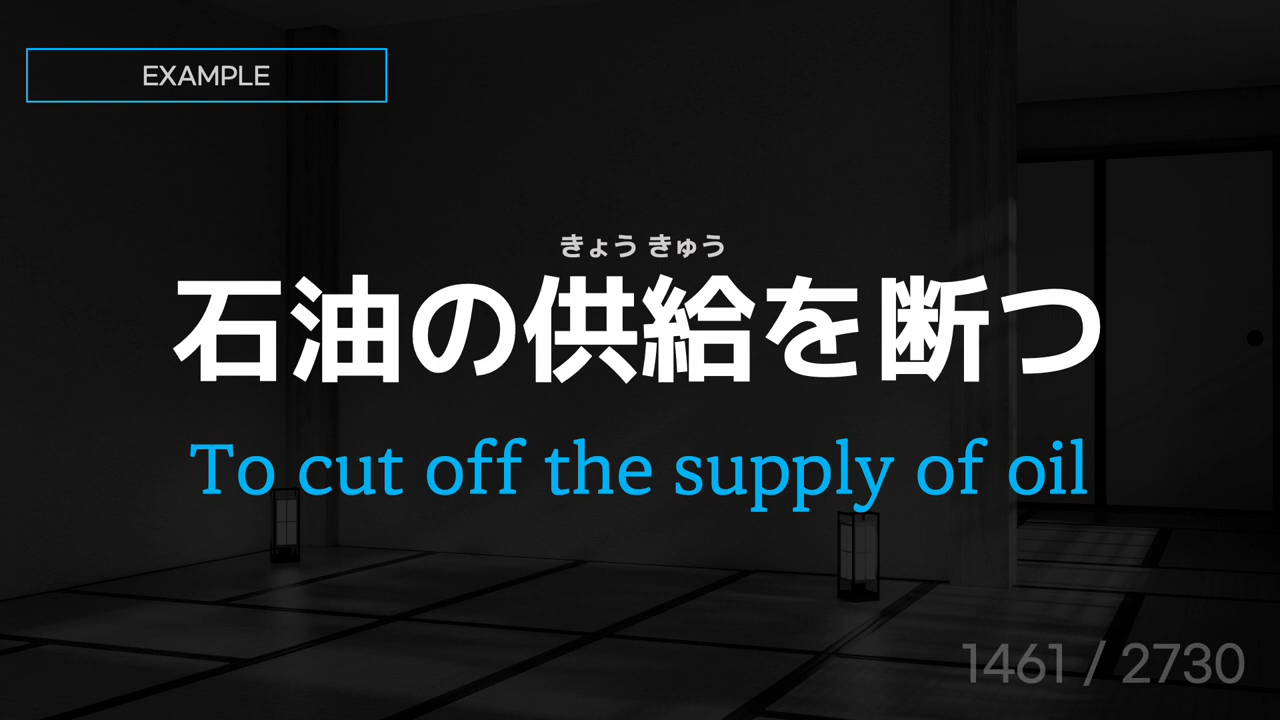 EXAMPLE
きょう きゅう
石油の供給を断つ
To cut off the supply of oil
1461 / 2730